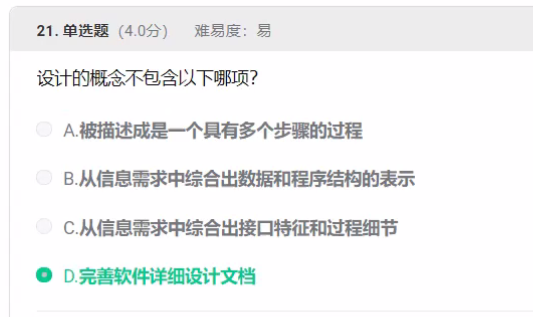 21. 单选题 (4.0分) 难易度：易
设计的概念不包含以下哪项?
A.被描述成是一个具有多个步骤的过程
B.从信息需求中综合出数据和程序结构的表示
C.从信息需求中综合出接口特征和过程细节
D.完善软件详细设计文档